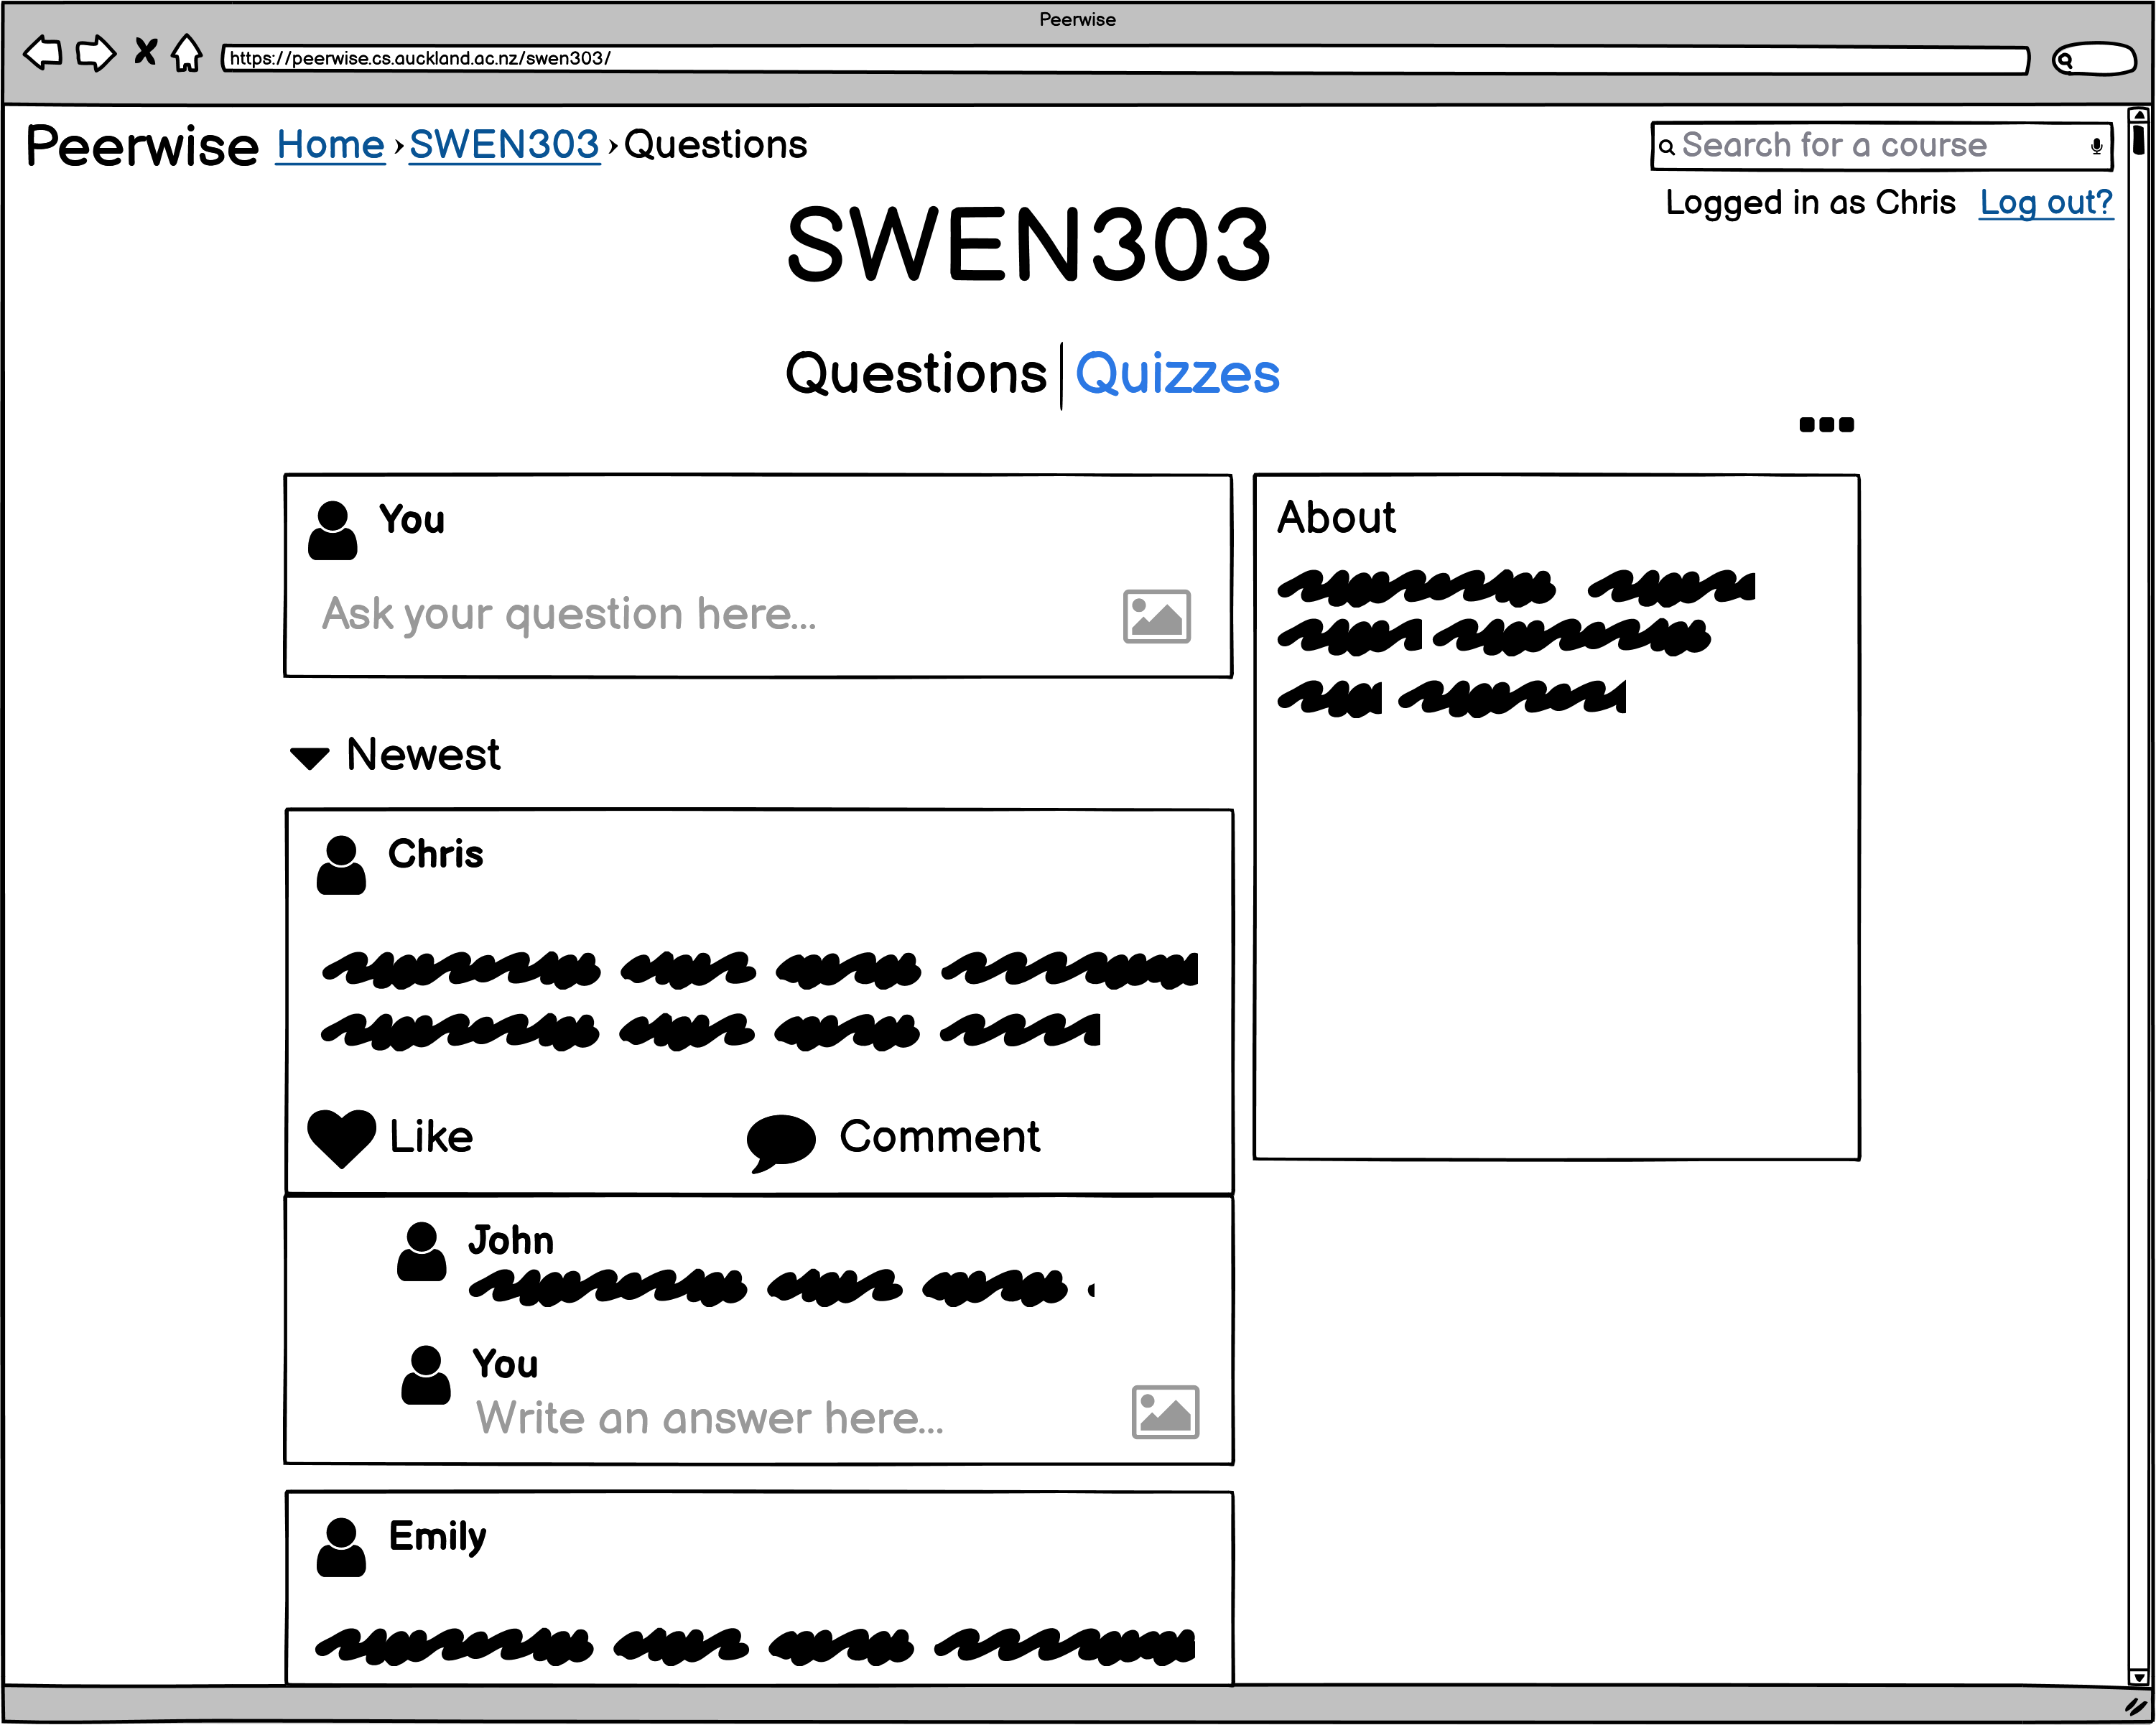 Peerwise
https://peerwise.cs.auckland.ac.nz/swen303/
Peerwise Home › SWEN303 › Questions
Search for a course
Logged in as Chris Log out?
SWEN303
Questions | Quizzes
You
Ask your question here...
About
Newest
Chris
Like Comment
John
You
Write an answer here...
Emily